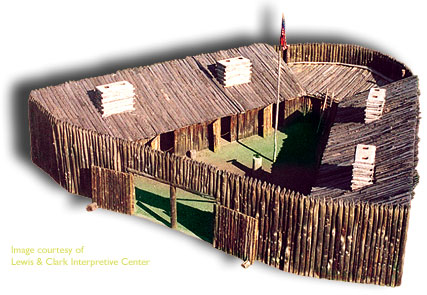 Image courtesy of
Lewis & Clark Interpretive Center